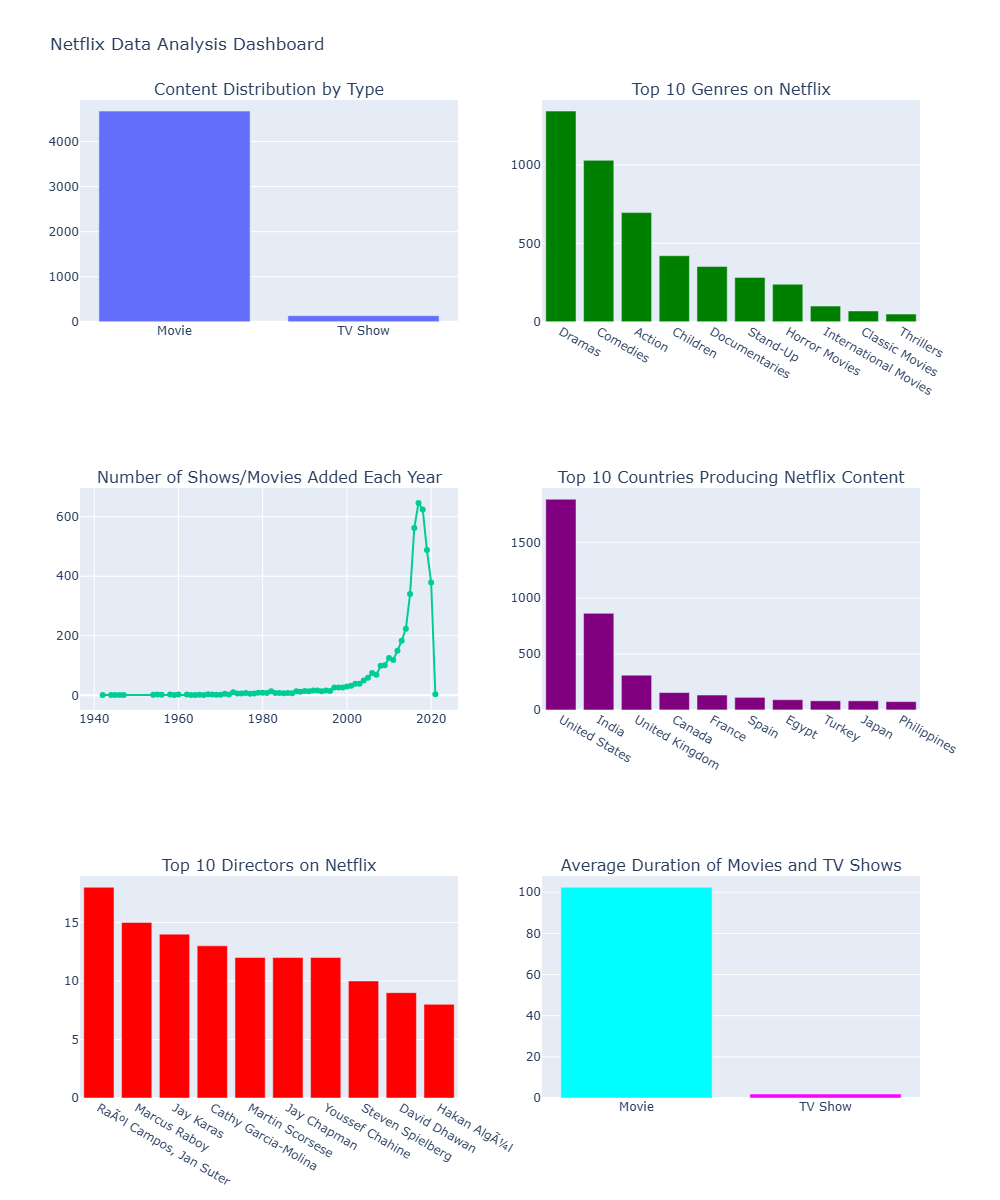 Netflix Data Analysis Dashboard
Content Distribution by Type
4000
3000
2000
1000
0
Movie
TV Show
Top 10 Genres on Netflix
1000
500
0
Dramas
Comedies
Action
Children
Documentaries
Stand-Up
Horror Movies
International Movies
Classic Movies
Thrillers
Number of Shows/Movies Added Each Year
600
400
200
0
1940
1960
1980
2000
2020
Top 10 Countries Producing Netflix Content
1500
1000
500
0
United States
India
United Kingdom
Canada
France
Spain
Egypt
Turkey
Japan
Philippines
Top 10 Directors on Netflix
15
10
5
0
RaÃºl Campos, Jan Suter
Marcus Raboy
Jay Karas
Cathy Garcia-Molina
Martin Scorsese
Jay Chapman
Youssef Chahine
Steven Spielberg
David Dhawan
Hakan AlgÃ¼l
Average Duration of Movies and TV Shows
100
80
60
40
20
0
Movie
TV Show